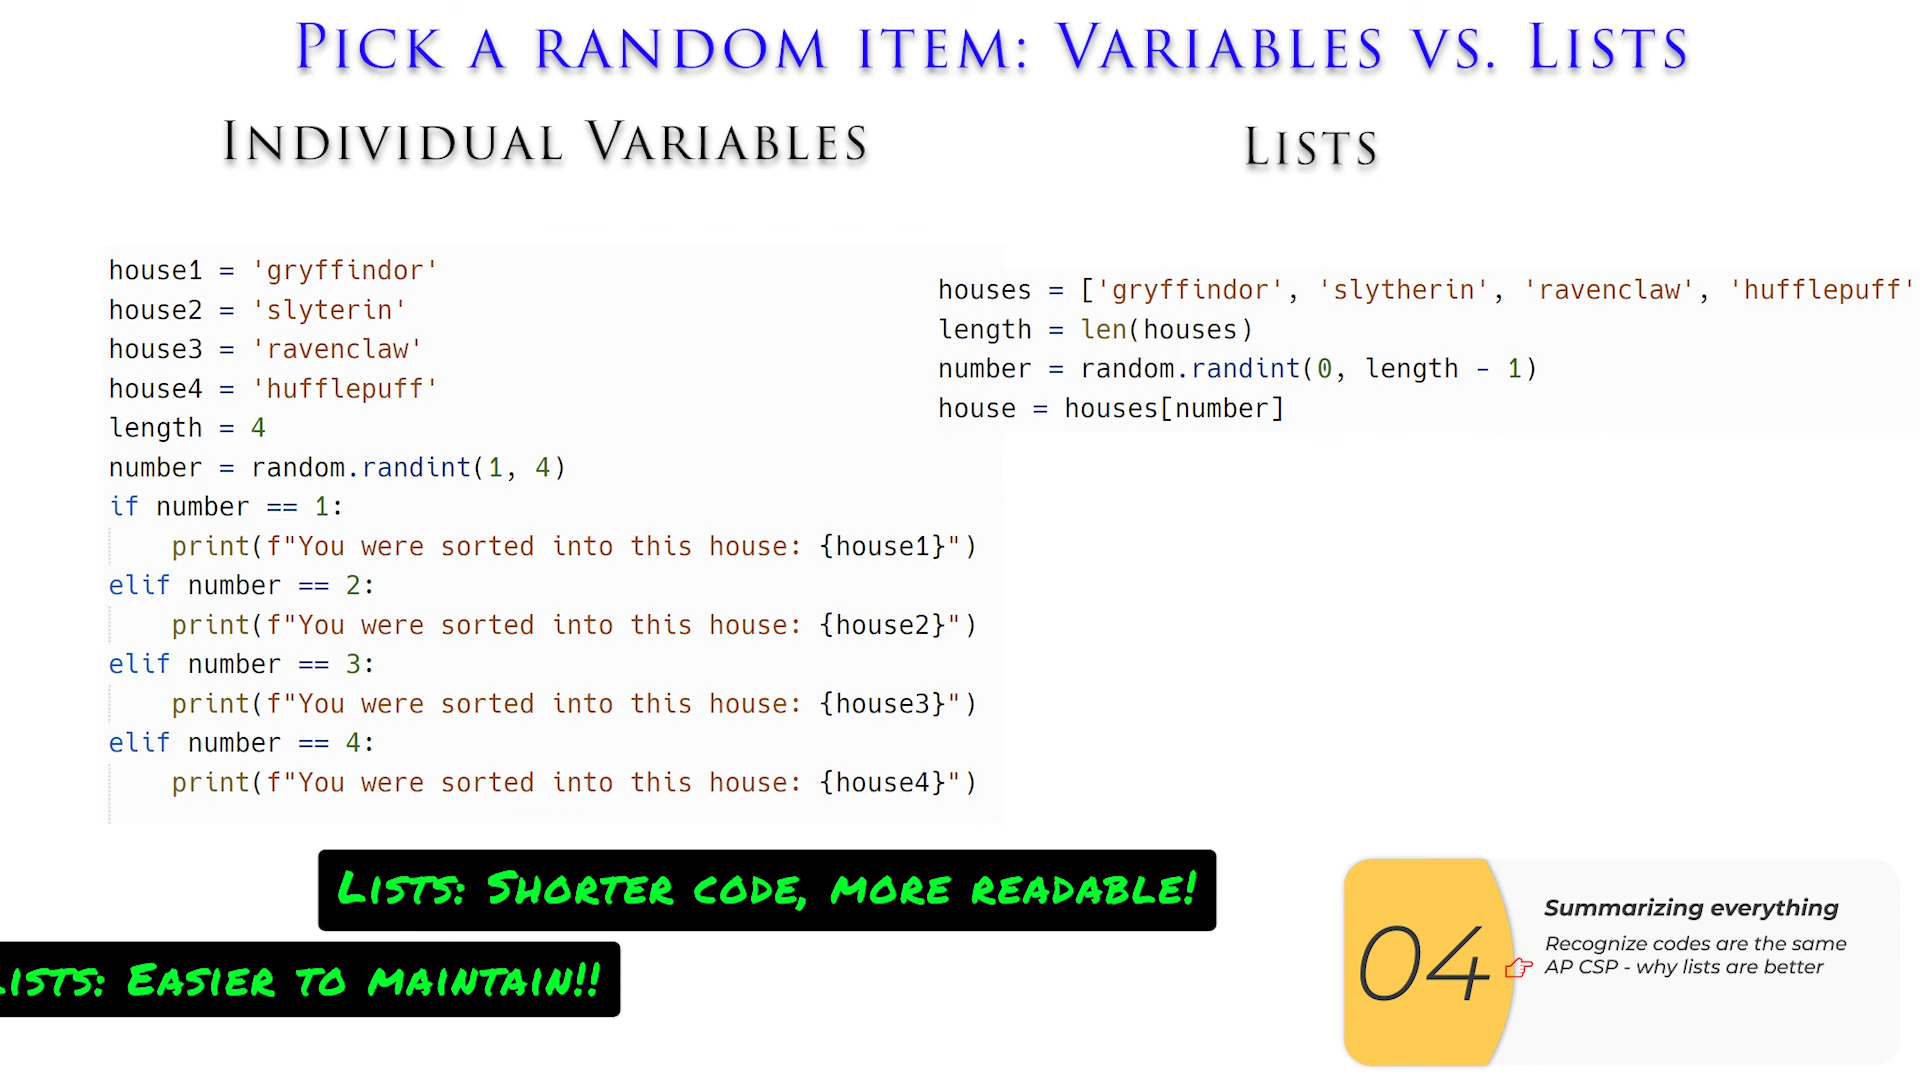 Pick a random item: Variables vs. Lists
Individual Variables
house1 = 'gryffindor'
house2 = 'slyterin'
house3 = 'ravenclaw'
house4 = 'hufflepuff'
length = 4
number = random.randint(1, 4)
if number == 1:
    print(f"You were sorted into this house: {house1}")
elif number == 2:
    print(f"You were sorted into this house: {house2}")
elif number == 3:
    print(f"You were sorted into this house: {house3}")
elif number == 4:
    print(f"You were sorted into this house: {house4}")
Lists
houses = ['gryffindor', 'slytherin', 'ravenclaw', 'hufflepuff'
length = len(houses)
number = random.randint(0, length - 1)
house = houses[number]
Lists: Shorter code, more readable!
Lists: Easier to maintain!!
04
Summarizing everything
Recognize codes are the same
AP CSP - why lists are better